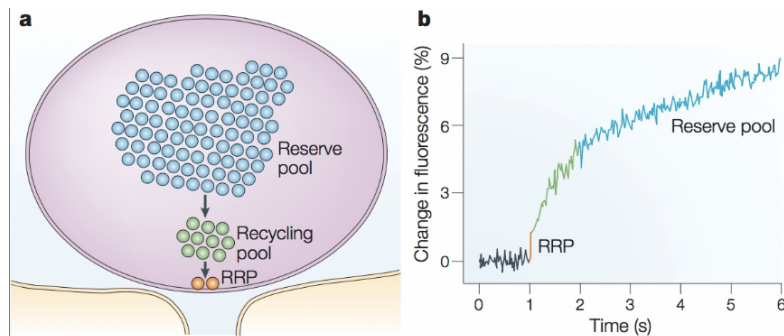 a
Reserve
pool
Recycling
pool
RRP
b
Change in fluorescence (%)
9
6
3
0
Reserve pool
RRP
0 1 2 3 4 5 6
Time (s)